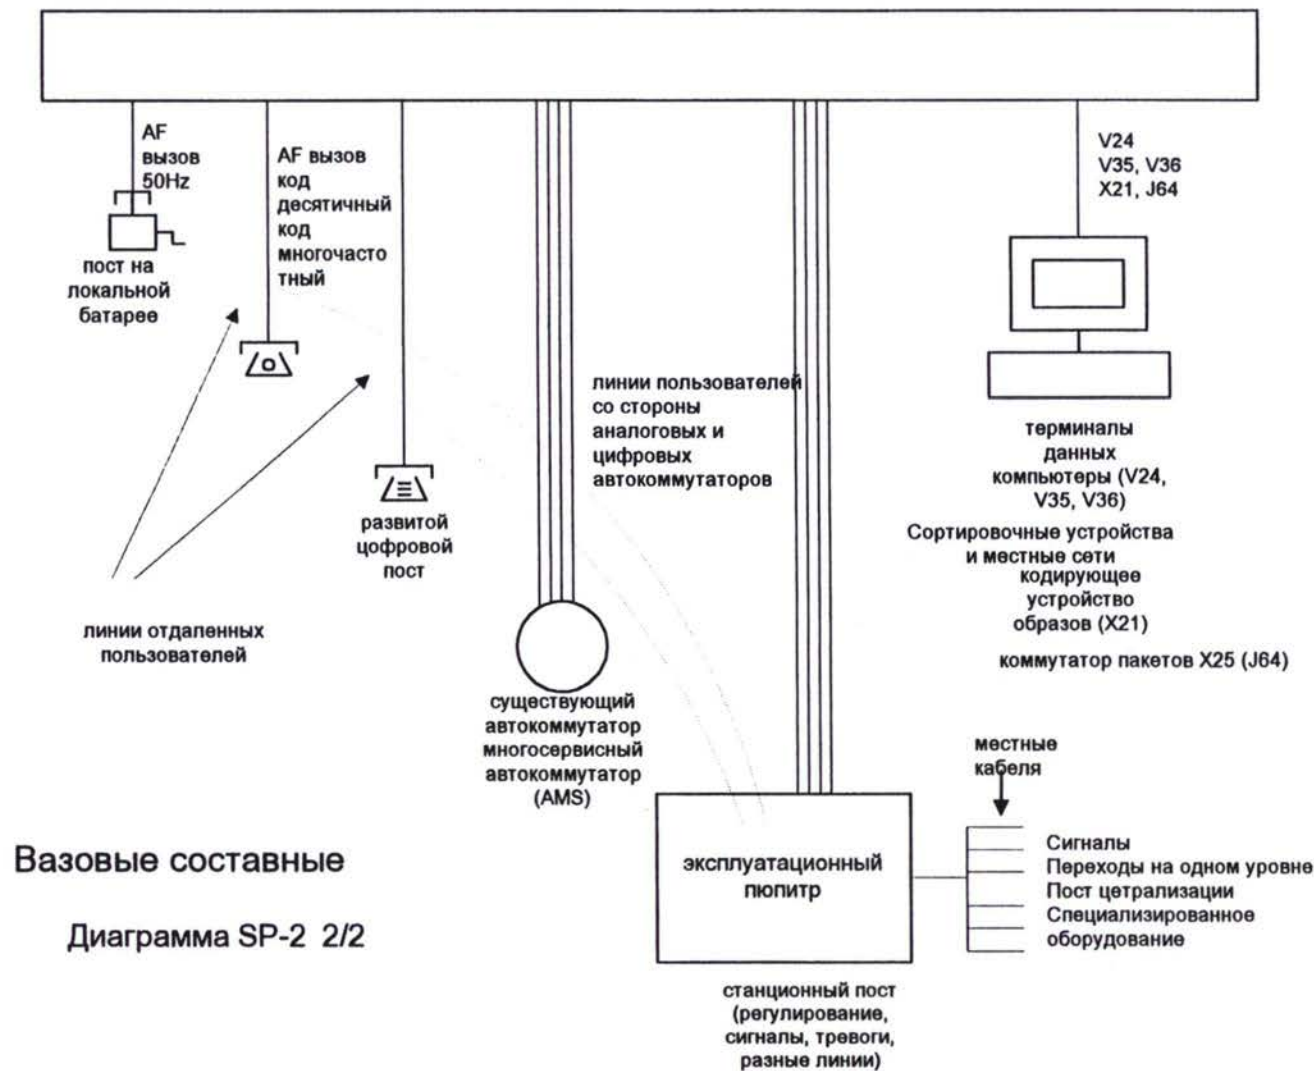 AF
вызов
50Hz
пост на
локальной
батарее
AF вызов
код
десятичный
код
многочасто
тный
развитой
цофровой
пост
линии отдаленных
пользователей
линии пользователей
со стороны
аналоговых и
цифровых
автокоммутаторов
существующий
автокоммутатор
многосервисный
автокоммутатор
(AMS)
V24
V35, V36
X21, J64
терминалы
данных
компьютеры (V24,
V35, V36)
Сортировочные устройства
и местные сети
кодирующее
устройство
образов (X21)
коммутатор пакетов X25 (J64)
местные
кабеля
эксплуатационный
пюпитр
Сигналы
Переходы на одном уровне
Пост цетрализации
Специализированное
оборудование
станционный пост
(регулирование,
сигналы, тревоги,
разные линии)
Вазовые составные
Диаграмма SP-2 2/2